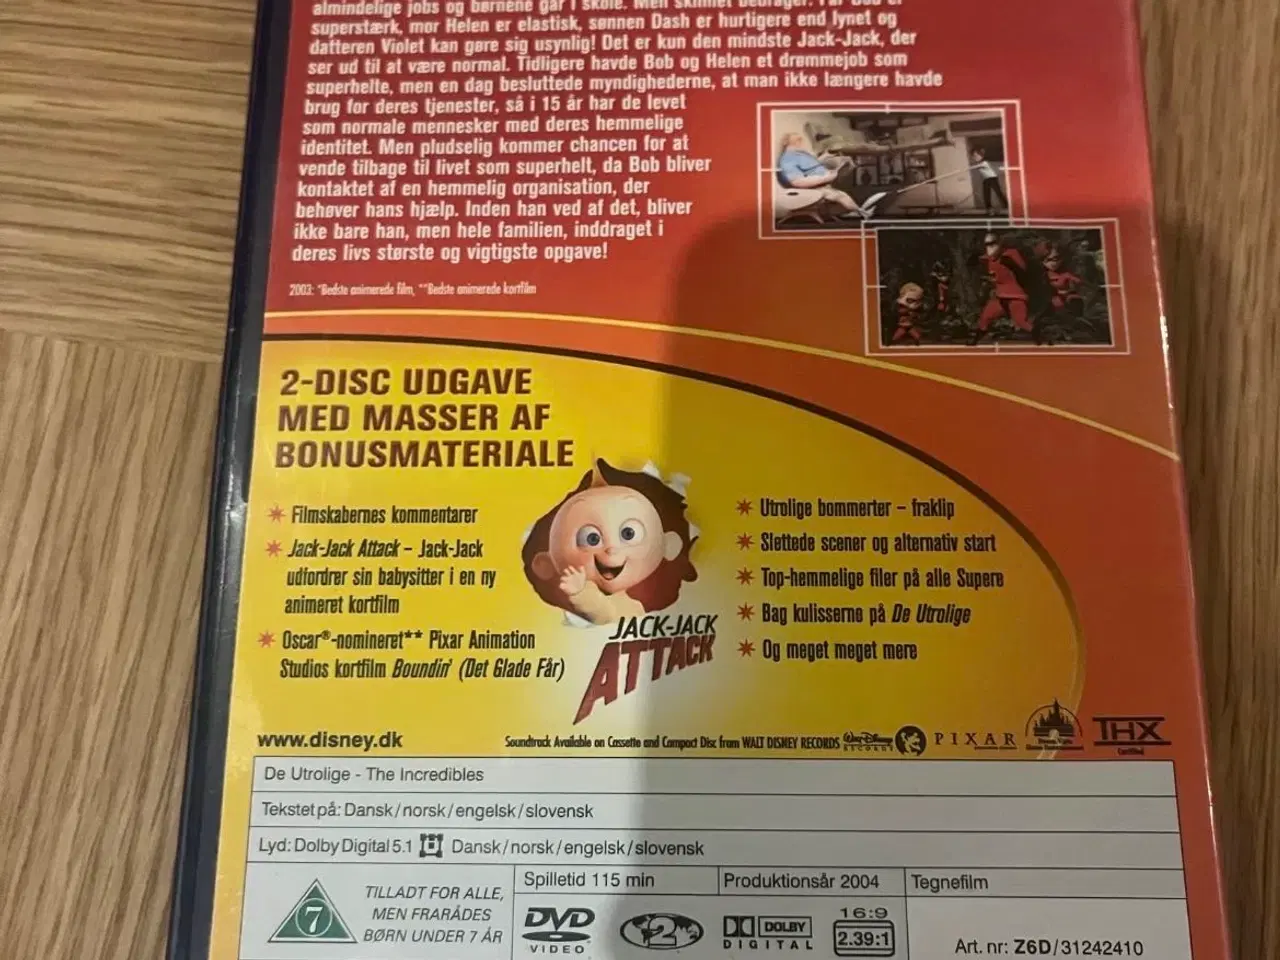 almindelige jobs og børnene går i skole. Men skinnet bedrager. Far Bob er
superstærk, mor Helen er elastisk, sønnen Dash er hurtigere end lynet og
datteren Violet kan gøre sig usynlig! Det er kun den mindste Jack-Jack, der
ser ud til at være normal. Tidligere havde Bob og Helen et drømmejob som
superhelte, men en dag besluttede myndighederne, at man ikke længere havde
brug for deres tjenester, så i 15 år har de levet
som normale mennesker med deres hemmelige
identitet. Men pludselig kommer chancen for at
vende tilbage til livet som superhelt, da Bob bliver
kontaktet af en hemmelig organisation, der
behøver hans hjælp. Inden han ved af det, bliver
ikke bare han, men hele familien, inddraget i
deres livs største og vigtigste opgave!
2003: *Bedste animerede film, **Bedste animerede kortfilm
2-DISC UDGAVE
MED MASSER AF
BONUSMATERIALE
Filmskabernes kommentarer
Jack-Jack Attack – Jack-Jack
udfordrer sin babysitter i en ny
animeret kortfilm
Oscar®-nomineret** Pixar Animation
Studios kortfilm Boundin' (Det Glade Får)
JACK-JACK
ATTACK
Utrolige bommerter – fraklip
Slettede scener og alternativ start
Top-hemmelige filer på alle Supere
Bag kulisserne på De Utrolige
Og meget meget mere
www.disney.dk
Soundtrack Available on Cassette and Compact Disc from WALT DISNEY RECORDS
Walt Disney
RECORDS
PIXAR
THX
Certified
De Utrolige - The Incredibles
Tekstet på: Dansk/norsk/engelsk/slovensk
Lyd: Dolby Digital 5.1 Dansk/norsk/engelsk/slovensk
7
TILLADT FOR ALLE,
MEN FRARÅDES
BØRN UNDER 7 ÅR
Spilletid 115 min
Produktionsår 2004
Tegnefilm
DVD
VIDEO
2
DOLBY
DIGITAL
16:9
2.39:1
Art. nr: Z6D/31242410